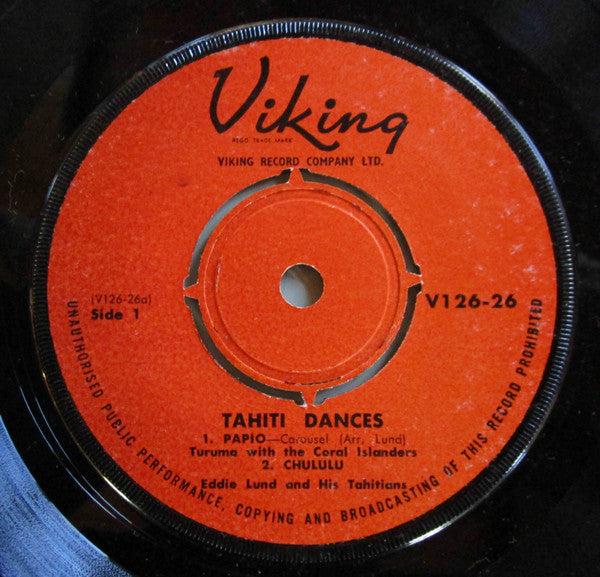 Viking
REGD. TRADE MARK
VIKING RECORD COMPANY LTD.
(V126-26a)
Side 1
V126-26
TAHITI DANCES
1. PAPIO—Carousel (Arr. Lund)
Turuma with the Coral Islanders
2. CHULULU
Eddie Lund and His Tahitians
UNAUTHORISED PUBLIC PERFORMANCE, COPYING AND BROADCASTING OF THIS RECORD PROHIBITED